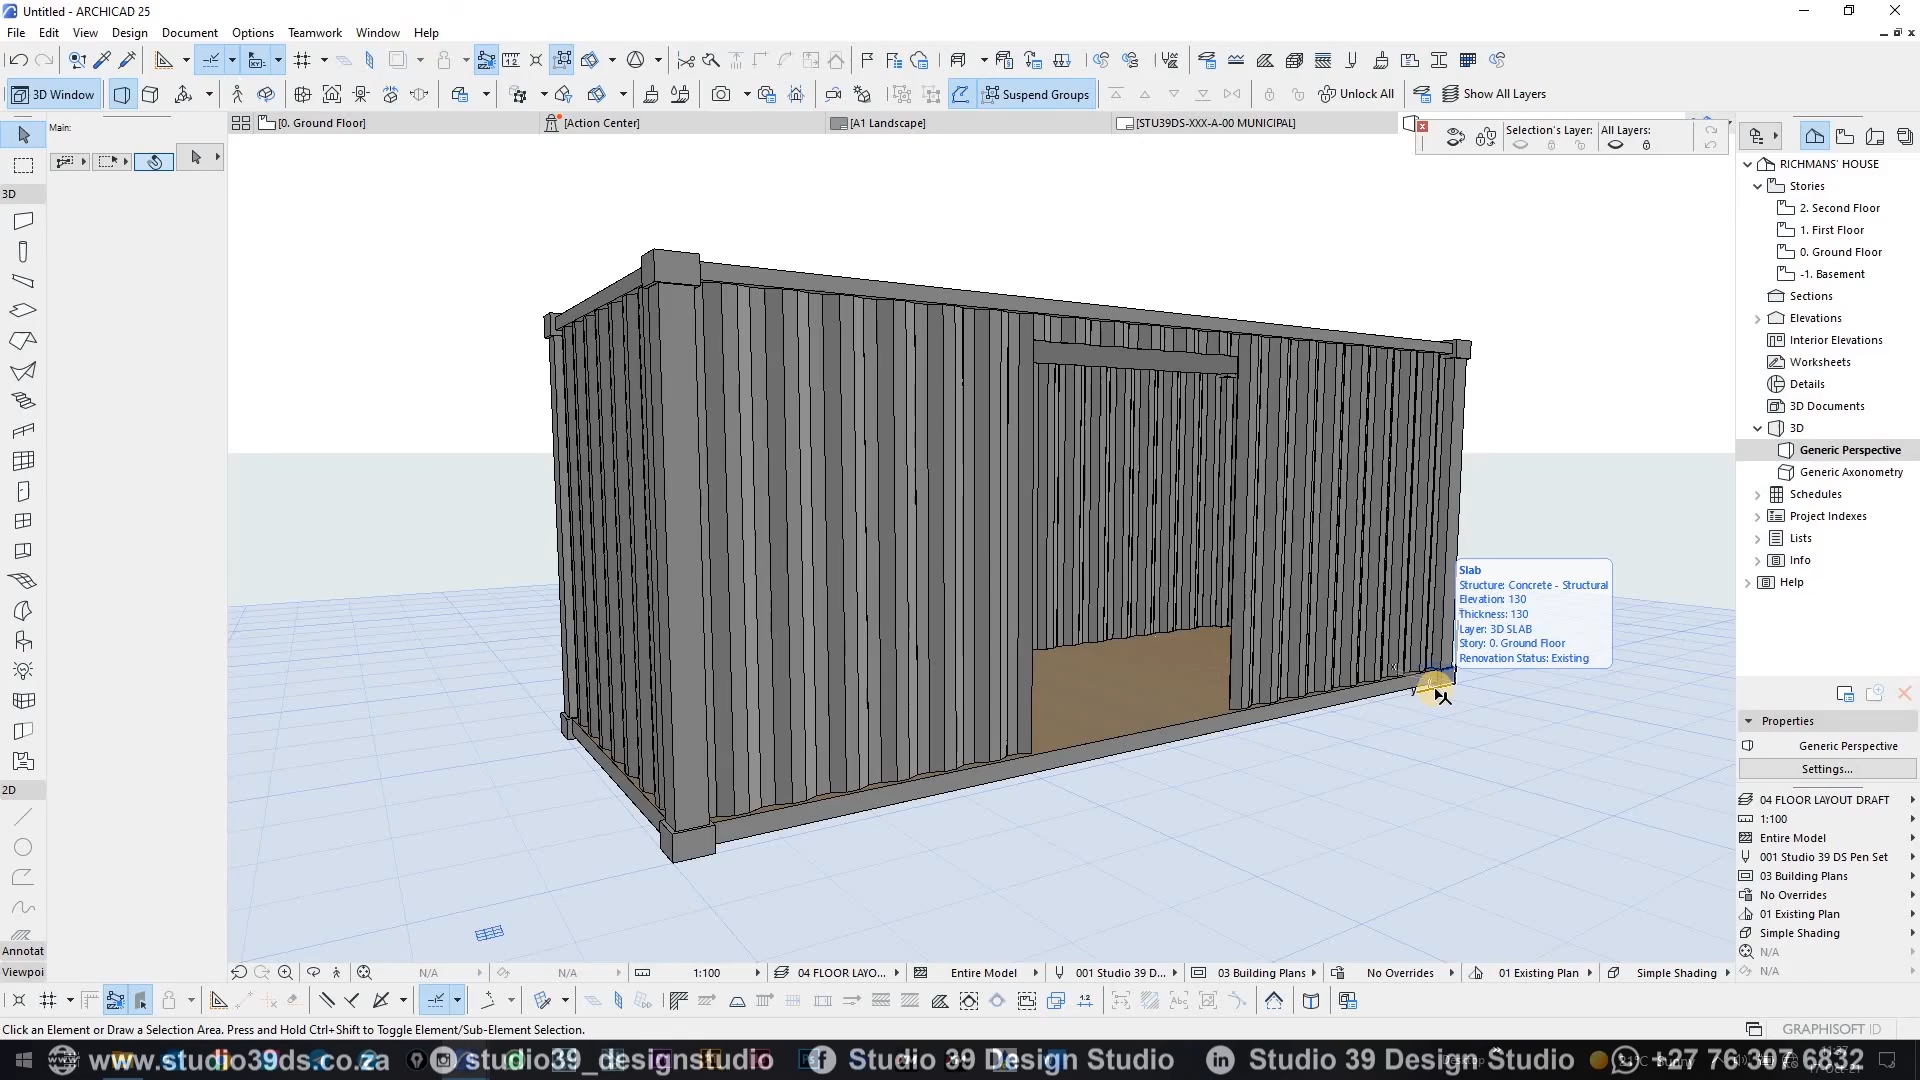 Untitled - ARCHICAD 25
File Edit View Design Document Options Teamwork Window Help
3D Window
Suspend Groups
Unlock All
Show All Layers
Main:
[0. Ground Floor]
[Action Center]
[A1 Landscape]
[STU39DS-XXX-A-00 MUNICIPAL]
Selection's Layer:
All Layers:
3D
RICHMANS' HOUSE
Stories
2. Second Floor
1. First Floor
0. Ground Floor
-1. Basement
Sections
Elevations
Interior Elevations
Worksheets
Details
3D Documents
3D
Generic Perspective
Generic Axonometry
Schedules
Project Indexes
Lists
Info
Help
Slab
Structure: Concrete - Structural
Elevation: 130
Thickness: 130
Layer: 3D SLAB
Story: 0. Ground Floor
Renovation Status: Existing
Properties
Generic Perspective
Settings...
04 FLOOR LAYOUT DRAFT
1:100
Entire Model
001 Studio 39 DS Pen Set
03 Building Plans
No Overrides
01 Existing Plan
Simple Shading
N/A
N/A
2D
Annotat
Viewpoi
N/A
N/A
1:100
04 FLOOR LAYO...
Entire Model
001 Studio 39 D...
03 Building Plans
No Overrides
01 Existing Plan
Simple Shading
Click an Element or Draw a Selection Area. Press and Hold Ctrl+Shift to Toggle Element/Sub-Element Selection.
GRAPHISOFT ID
www.studio39ds.co.za
studio39_designstudio
Studio 39 Design Studio
Studio 39 Design Studio
+27 76 307 6832